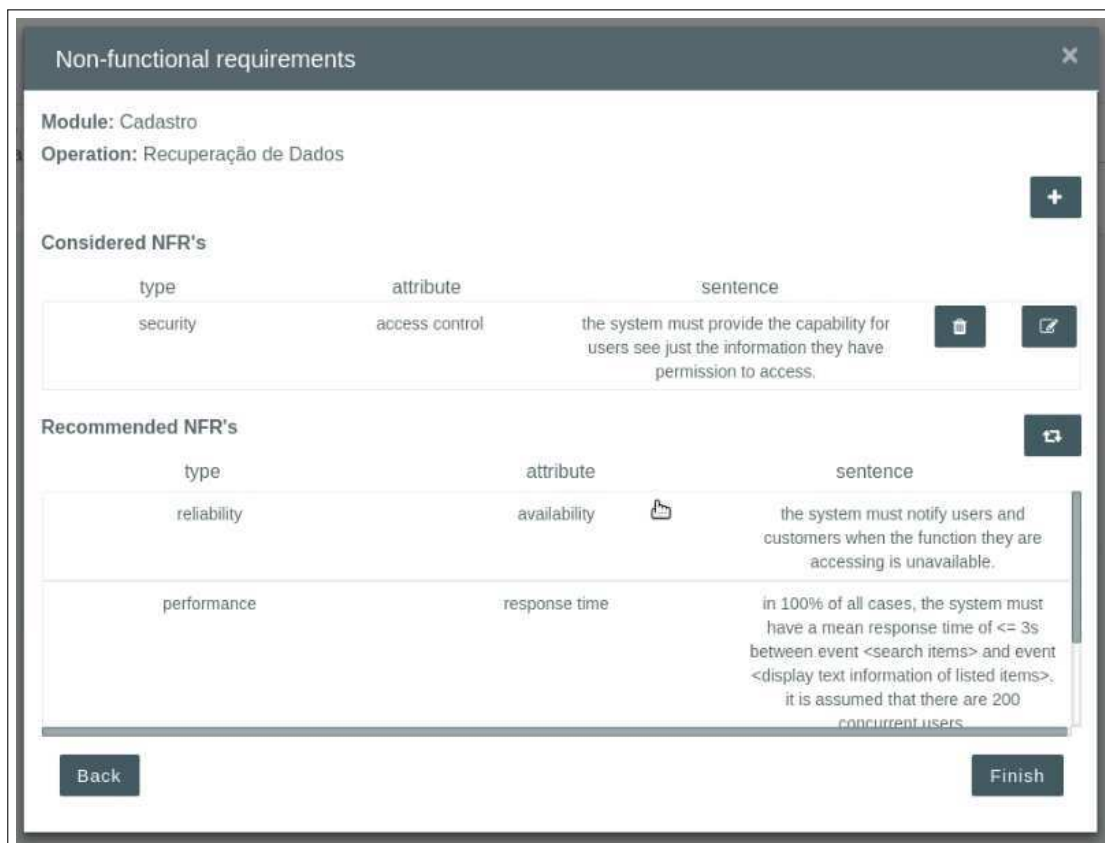 Non-functional requirements ×
Module: Cadastro
Operation: Recuperação de Dados
+
Considered NFR's
type attribute sentence
security access control the system must provide the capability for
users see just the information they have
permission to access.
Recommended NFR's
type attribute sentence
reliability availability the system must notify users and
customers when the function they are
accessing is unavailable.
performance response time in 100% of all cases, the system must
have a mean response time of <= 3s
between event <search items> and event
<display text information of listed items>.
it is assumed that there are 200
concurrent users
Back Finish